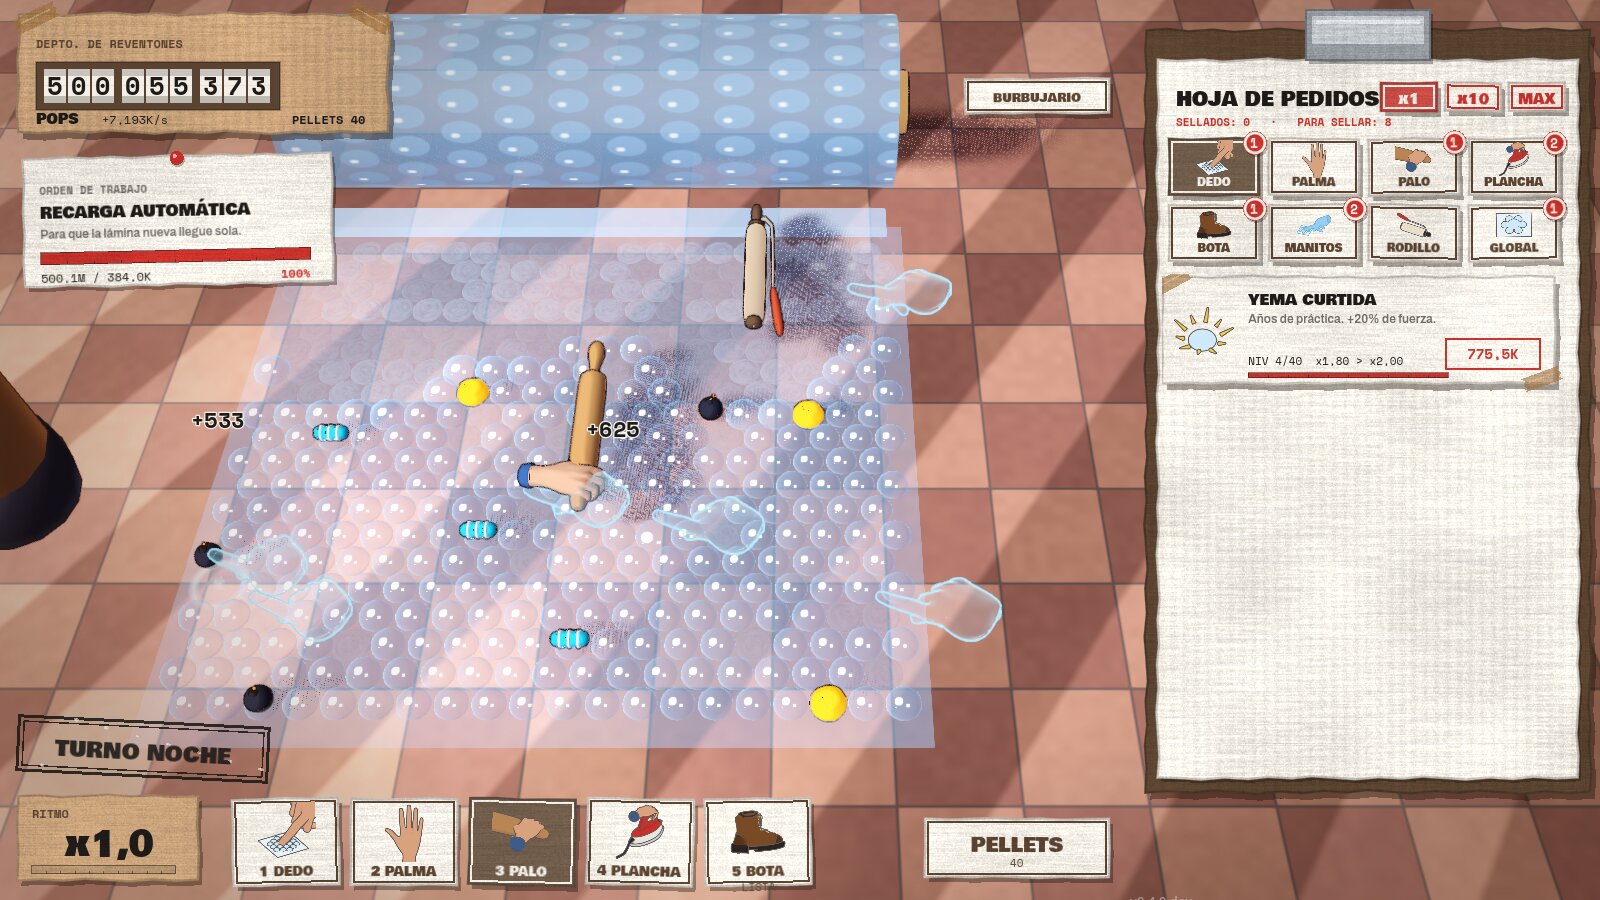 DEPTO. DE REVENTONES
500 055 373
POPS +7,193K/s PELLETS 40
ORDEN DE TRABAJO
RECARGA AUTOMÁTICA
Para que la lámina nueva llegue sola.
500.1M / 384.0K 100%
BURBUJARIO
HOJA DE PEDIDOS x1 x10 MAX
SELLADOS: 0 · PARA SELLAR: 8
1 1 2
DEDO PALMA PALO PLANCHA
1 2 1
BOTA MANITOS RODILLO GLOBAL
YEMA CURTIDA
Años de práctica. +20% de fuerza.
NIV 4/40 x1,80 > x2,00 775,5K
+533
+625
TURNO NOCHE
RITMO
x1,0
1 DEDO 2 PALMA 3 PALO 4 PLANCHA 5 BOTA
LISTA
PELLETS
40